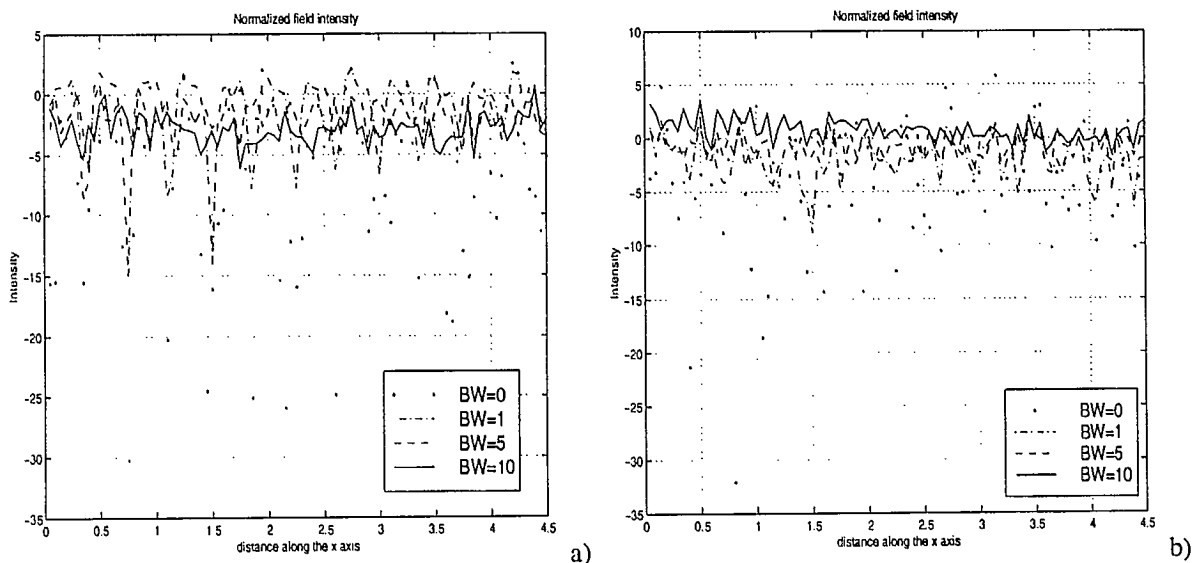 Normalized field intensity
5
0
-5
-10
-15
-20
-25
-30
-35
Intensity
BW=0
BW=1
BW=5
BW=10
0 0.5 1 1.5 2 2.5 3 3.5 4 4.5
distance along the x axis
a)
Normalized field intensity
10
5
0
-5
-10
-15
-20
-25
-30
-35
Intensity
BW=0
BW=1
BW=5
BW=10
0 0.5 1 1.5 2 2.5 3 3.5 4 4.5
distance along the x axis
b)